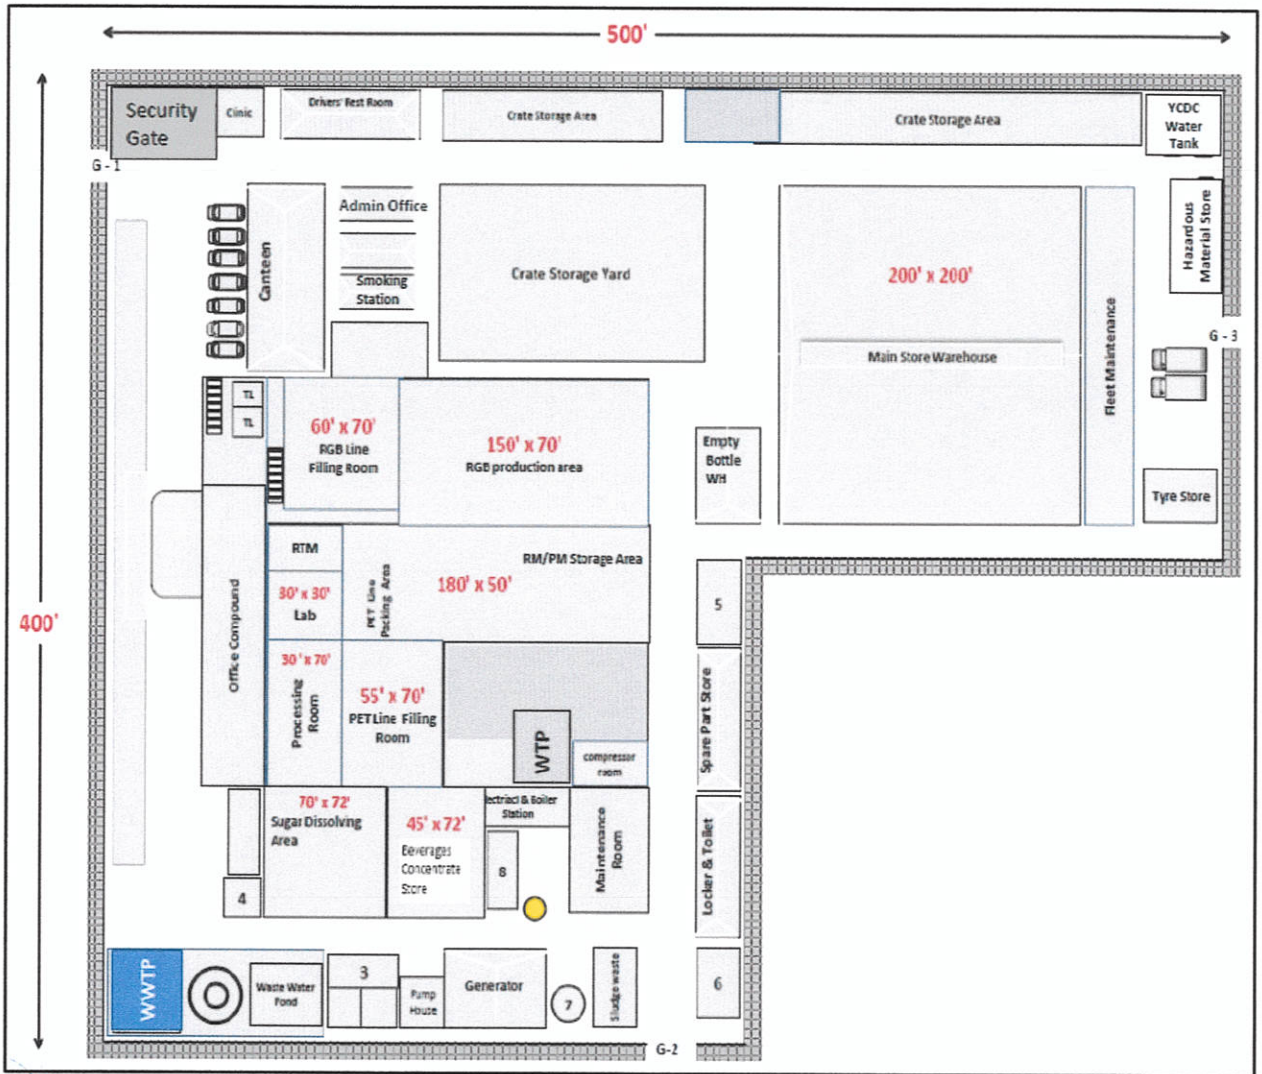 500'
Security
Gate
Clinic
Drivers' Rest Room
Crate Storage Area
Crate Storage Area
YCDC
Water
Tank
G - 1
Hazardous
Material Store
Admin Office
Canteen
Smoking
Station
Crate Storage Yard
200' x 200'
Main Store Warehouse
Fleet Maintenance
G - 3
TL
TL
60' x 70'
RGB Line
Filling Room
150' x 70'
RGB production area
Empty
Bottle
WH
Tyre Store
400'
RTM
RM/PM Storage Area
30' x 30'
Lab
PET Line
Packing Area
180' x 50'
5
Office Compound
30' x 70'
Processing
Room
55' x 70'
PET Line Filling
Room
WTP
compressor
room
Spare Part Store
70' x 72'
Sugar Dissolving
Area
45' x 72'
Beverages
Concentrate
Store
lectriacl & Boiler
Station
8
Maintenance
Room
Locker & Toilet
4
WWTP
Waste Water
Pond
3
Pump
House
Generator
7
Sludge waste
6
G-2